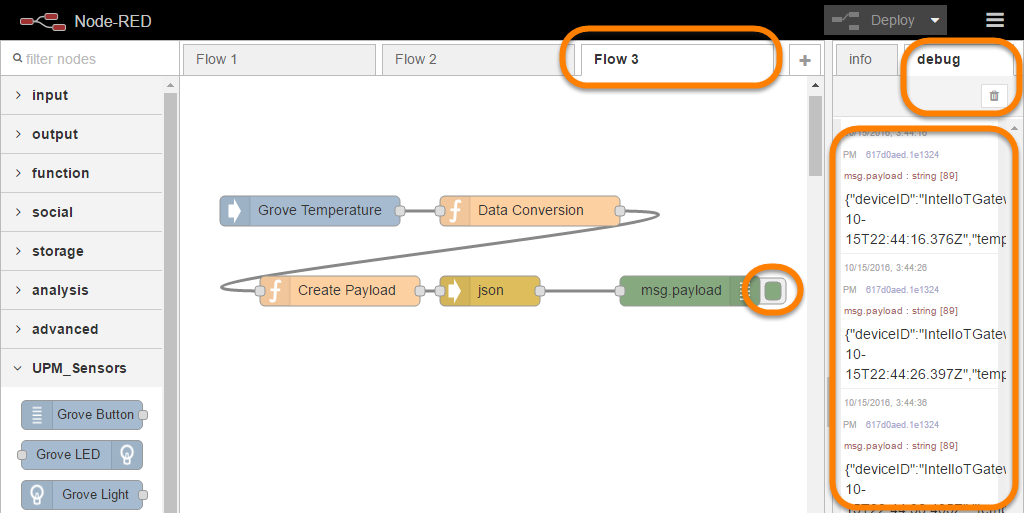 Node-RED
Deploy
filter nodes
Flow 1
Flow 2
Flow 3
info
debug
input
output
function
social
storage
analysis
advanced
UPM_Sensors
Grove Button
Grove LED
Grove Light
Grove Temperature
Data Conversion
Create Payload
json
msg.payload
10/15/2016, 3:44:16
PM 617d0aed.1e1324
msg.payload : string [89]
{"deviceID":"IntelIoTGatew
10-
15T22:44:16.376Z","temp
10/15/2016, 3:44:26
PM 617d0aed.1e1324
msg.payload : string [89]
{"deviceID":"IntelIoTGatew
10-
15T22:44:26.397Z","temp
10/15/2016, 3:44:36
PM 617d0aed.1e1324
msg.payload : string [89]
{"deviceID":"IntelIoTGatew
10-